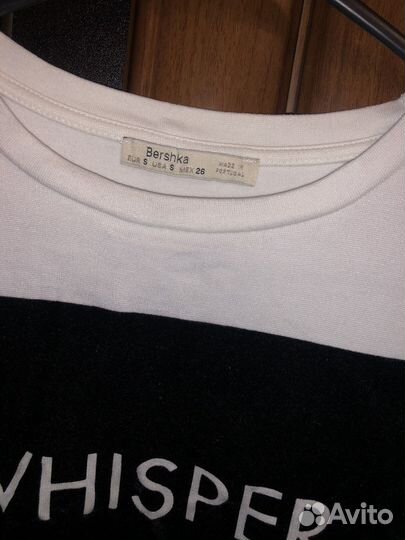 Bershka
EUR S USA S MEX 26
MADE IN
PORTUGAL
WHISPER
Avito